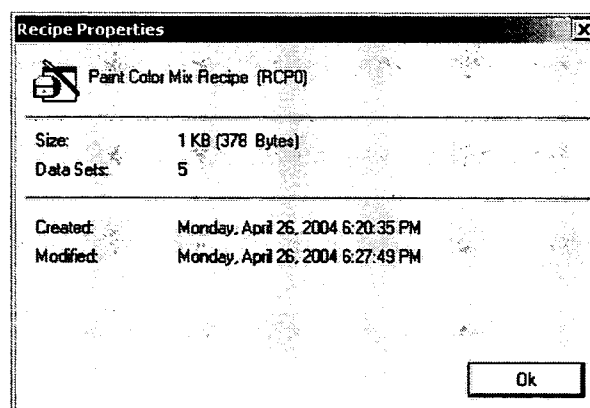 Recipe Properties
Paint Color Mix Recipe (RCP0)
Size: 1 KB (378 Bytes)
Data Sets: 5
Created: Monday, April 26, 2004 6:20:35 PM
Modified: Monday, April 26, 2004 6:27:49 PM
Ok